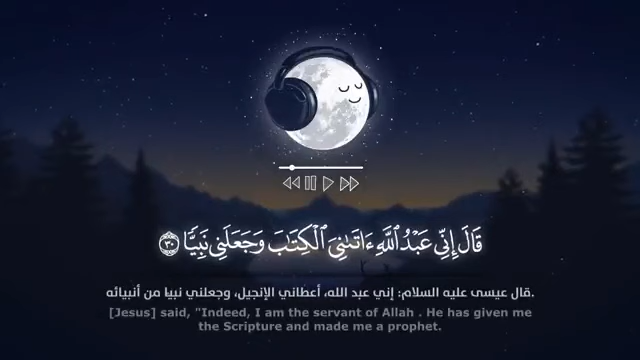 قَالَ إِنِّى عَبْدُ ٱللَّهِ ءَاتَىٰنِىَ ٱلْكِتَٰبَ وَجَعَلَنِى نَبِيًّا ٣٠
قال عيسى عليه السلام: إني عبد الله، أعطاني الإنجيل، وجعلني نبيا من أنبيائه.
[Jesus] said, "Indeed, I am the servant of Allah . He has given me
the Scripture and made me a prophet.